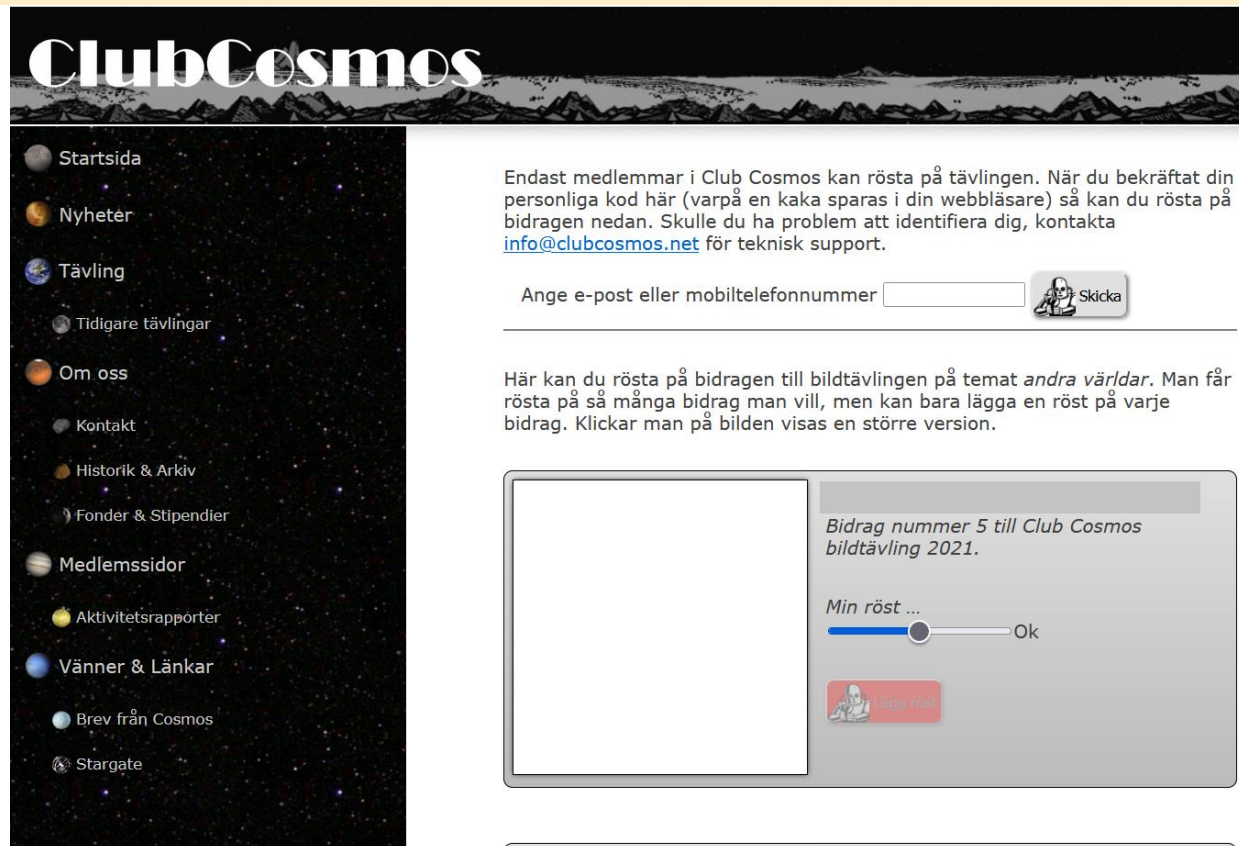 ClubCosmos
Startsida
Nyheter
Tävling
Tidigare tävlingar
Om oss
Kontakt
Historik & Arkiv
Fonder & Stipendier
Medlemssidor
Aktivitetsrapporter
Vänner & Länkar
Brev från Cosmos
Stargate
Endast medlemmar i Club Cosmos kan rösta på tävlingen. När du bekräftat din
personliga kod här (varpå en kaka sparas i din webbläsare) så kan du rösta på
bidragen nedan. Skulle du ha problem att identifiera dig, kontakta
info@clubcosmos.net för teknisk support.
Ange e-post eller mobiltelefonnummer
Skicka
Här kan du rösta på bidragen till bildtävlingen på temat andra världar. Man får
rösta på så många bidrag man vill, men kan bara lägga en röst på varje
bidrag. Klickar man på bilden visas en större version.
Bidrag nummer 5 till Club Cosmos
bildtävling 2021.
Min röst ...
Ok
Lägg röst